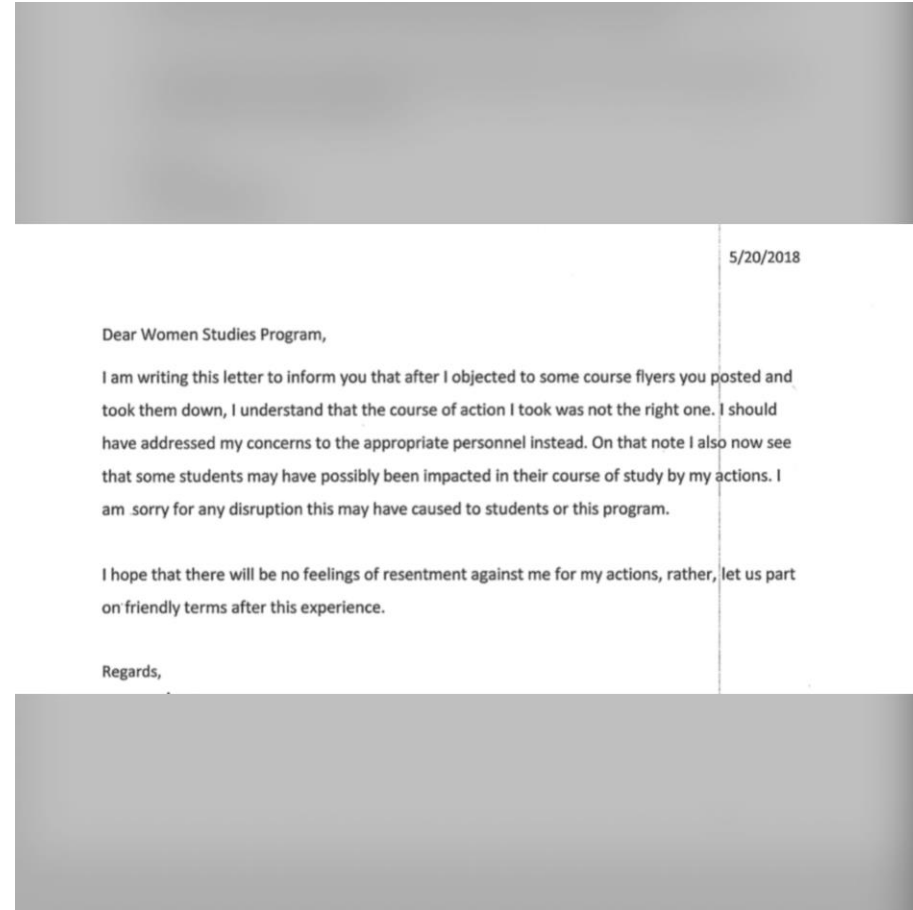 5/20/2018
Dear Women Studies Program,
I am writing this letter to inform you that after I objected to some course flyers you posted and
took them down, I understand that the course of action I took was not the right one. I should
have addressed my concerns to the appropriate personnel instead. On that note I also now see
that some students may have possibly been impacted in their course of study by my actions. I
am sorry for any disruption this may have caused to students or this program.
I hope that there will be no feelings of resentment against me for my actions, rather, let us part
on friendly terms after this experience.
Regards,